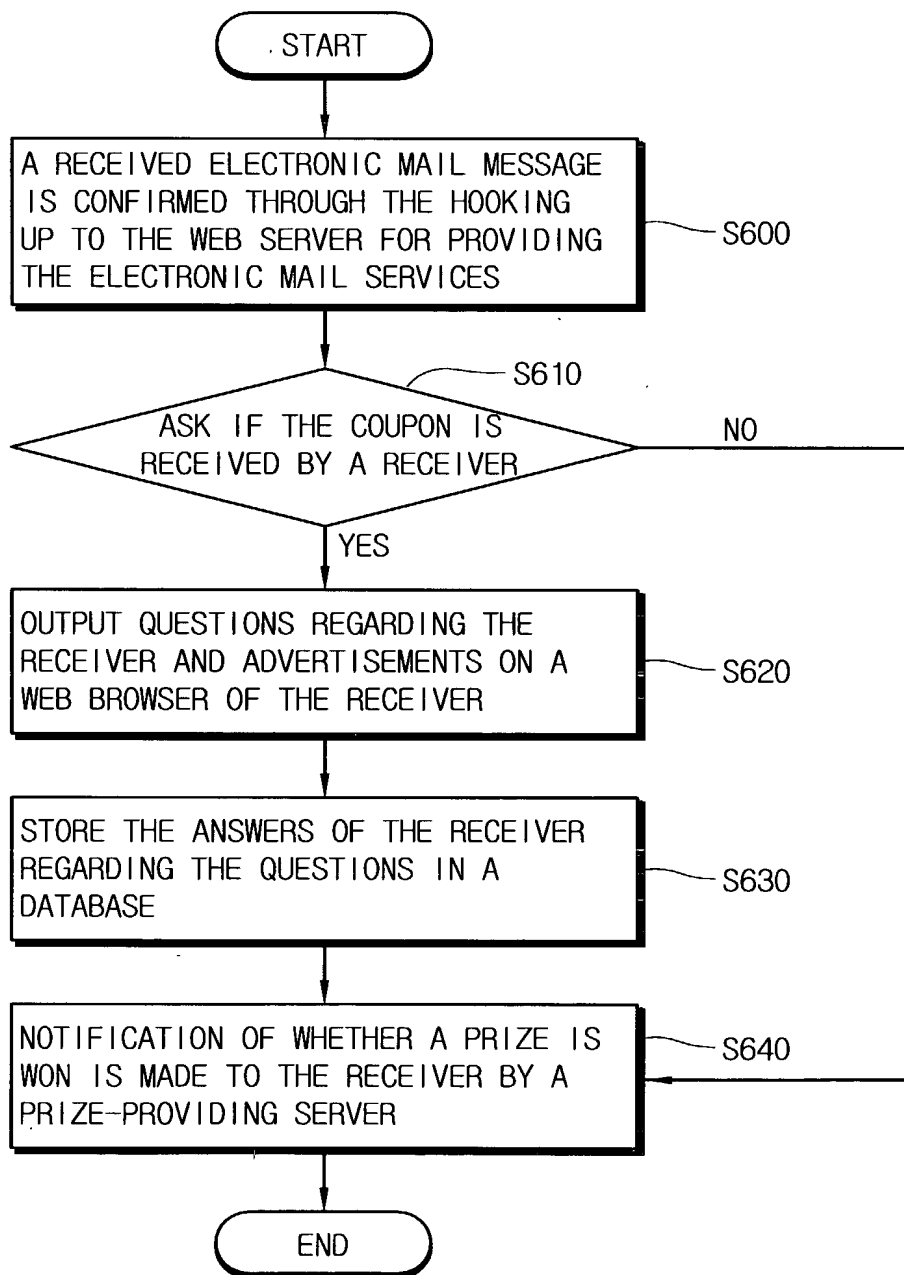 START
A RECEIVED ELECTRONIC MAIL MESSAGE
IS CONFIRMED THROUGH THE HOOKING
UP TO THE WEB SERVER FOR PROVIDING
THE ELECTRONIC MAIL SERVICES
S600
S610
ASK IF THE COUPON IS
RECEIVED BY A RECEIVER
NO
YES
OUTPUT QUESTIONS REGARDING THE
RECEIVER AND ADVERTISEMENTS ON A
WEB BROWSER OF THE RECEIVER
S620
STORE THE ANSWERS OF THE RECEIVER
REGARDING THE QUESTIONS IN A
DATABASE
S630
NOTIFICATION OF WHETHER A PRIZE IS
WON IS MADE TO THE RECEIVER BY A
PRIZE-PROVIDING SERVER
S640
END